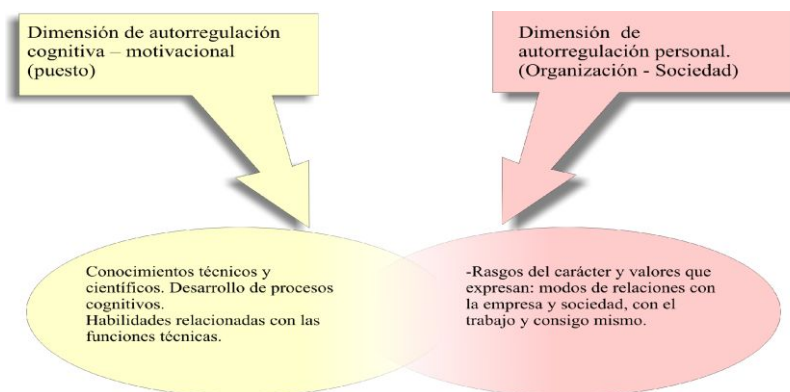 Dimensión de autorregulación
cognitiva – motivacional
(puesto)
Dimensión de
autorregulación personal.
(Organización - Sociedad)
Conocimientos técnicos y
científicos. Desarrollo de procesos
cognitivos.
Habilidades relacionadas con las
funciones técnicas.
-Rasgos del carácter y valores que
expresan: modos de relaciones con
la empresa y sociedad, con el
trabajo y consigo mismo.